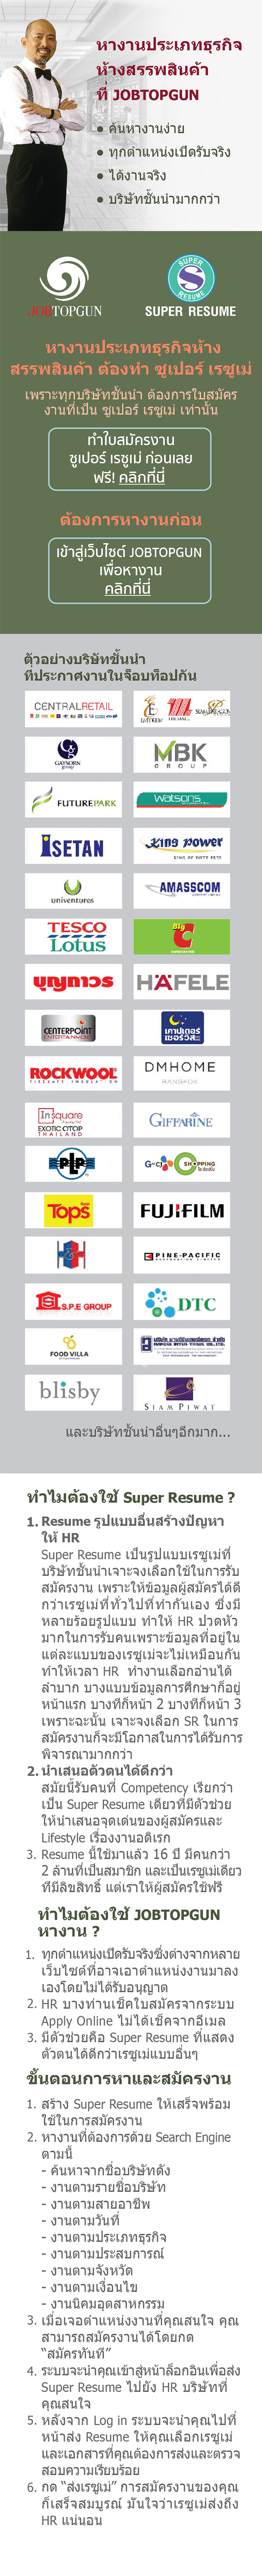 หางานประเภทธุรกิจ
ห้างสรรพสินค้า
ที่ JOBTOPGUN
• ค้นหางานง่าย
• ทุกตำแหน่งเปิดรับจริง
• ได้งานจริง
• บริษัทชั้นนำมากกว่า
JOBTOPGUN
SUPER RESUME
SUPER RESUME
หางานประเภทธุรกิจห้าง
สรรพสินค้า ต้องทำ ซูเปอร์ เรซูเม่
เพราะทุกบริษัทชั้นนำ ต้องการใบสมัคร
งานที่เป็น ซูเปอร์ เรซูเม่ เท่านั้น
ทำใบสมัครงาน
ซูเปอร์ เรซูเม่ ก่อนเลย
ฟรี! คลิกที่นี่
ต้องการหางานก่อน
เข้าสู่เว็บไซต์ JOBTOPGUN
เพื่อหางาน
คลิกที่นี่
ตัวอย่างบริษัทชั้นนำ
ที่ประกาศงานในจ็อบท็อปกัน
CENTRALRETAIL
GAYSORN
group
MBK
GROUP
FUTUREPARK
watsons
ISETAN
King power
univentures
AMASSCOM
TESCO
Lotus
Big
C
บุญถาวร
HÄFELE
CENTERPOINT
ENTERTAINMENT
เคาน์เตอร์
เซอร์วิส
ROCKWOOL
FIRESAFE INSULATION
DMHOME
BANGKOK
In square
EXOTIC OTOP
THAILAND
GIFFARINE
PLP
G-CJ O SHOPPING
Tops
FUJIFILM
H&H
PINE-PACIFIC
CORPORATION LIMITED
S.P.E GROUP
DTC
FOOD VILLA
blisby
SIAM PIWAT
และบริษัทชั้นนำอื่นๆอีกมาก...
ทำไมต้องใช้ Super Resume ?
1. Resume รูปแบบอื่นสร้างปัญหา
ให้ HR
Super Resume เป็นรูปแบบเรซูเม่ที่
บริษัทชั้นนำเจาะจงเลือกใช้ในการรับ
สมัครงาน เพราะให้ข้อมูลผู้สมัครได้ดี
กว่าเรซูเม่ที่ทั่วไปที่ทำกันเอง ซึ่งมี
หลายร้อยรูปแบบ ทำให้ HR ปวดหัว
มากในการรับคนเพราะข้อมูลที่อยู่ใน
แต่ละแบบของเรซูเม่จะไม่เหมือนกัน
ทำให้เวลา HR ทำงานเลือกอ่านได้
ลำบาก บางแบบข้อมูลการศึกษาก็อยู่
หน้าแรก บางทีก็หน้า 2 บางทีก็หน้า 3
เพราะฉะนั้น เจาะจงเลือก SR ในการ
สมัครงานก็จะมีโอกาสในการได้รับการ
พิจารณามากกว่า
2. นำเสนอตัวตนได้ดีกว่า
สมัยนี้รับคนที่ Competency เรียกว่า
เป็น Super Resume เดียวที่มีตัวช่วย
ให้นำเสนอจุดเด่นของผู้สมัครและ
Lifestyle เรื่องงานอดิเรก
3. Resume นี้ใช้มาแล้ว 16 ปี มีคนกว่า
2 ล้านที่เป็นสมาชิก และเป็นเรซูเม่เดียว
ที่มีลิขสิทธิ์ แต่เราให้ผู้สมัครใช้ฟรี
ทำไมต้องใช้ JOBTOPGUN
หางาน ?
1. ทุกตำแหน่งเปิดรับจริงซึ่งต่างจากหลาย
เว็บไซต์ที่อาจเอาตำแหน่งงานมาลง
เองโดยไม่ได้รับอนุญาต
2. HR บางท่านเช็คใบสมัครจากระบบ
Apply Online ไม่ได้เช็คจากอีเมล
3. มีตัวช่วยคือ Super Resume ที่แสดง
ตัวตนได้ดีกว่าเรซูเม่แบบอื่นๆ
ขั้นตอนการหาและสมัครงาน
1. สร้าง Super Resume ให้เสร็จพร้อม
ใช้ในการสมัครงาน
2. หางานที่ต้องการด้วย Search Engine
ตามนี้
- ค้นหาจากชื่อบริษัทดัง
- งานตามรายชื่อบริษัท
- งานตามสายอาชีพ
- งานตามวันที่
- งานตามประเภทธุรกิจ
- งานตามประสบการณ์
- งานตามจังหวัด
- งานตามเงื่อนไข
- งานนิคมอุตสาหกรรม
3. เมื่อเจอตำแหน่งงานที่คุณสนใจ คุณ
สามารถสมัครงานได้โดยกด
“สมัครทันที”
4. ระบบจะนำคุณเข้าสู่หน้าล็อกอินเพื่อส่ง
Super Resume ไปยัง HR บริษัทที่
คุณสนใจ
5. หลังจาก Log in ระบบจะนำคุณไปที่
หน้าส่ง Resume ให้คุณเลือกเรซูเม่
และเอกสารที่คุณต้องการส่งและตรวจ
สอบความเรียบร้อย
6. กด “ส่งเรซูเม่” การสมัครงานของคุณ
ก็เสร็จสมบูรณ์ มั่นใจว่าเรซูเม่ส่งถึง
HR แน่นอน